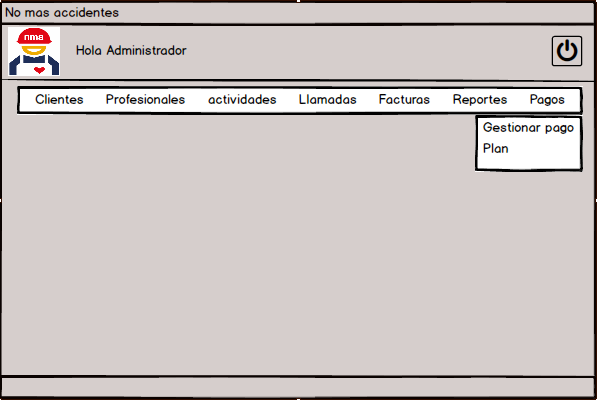 No mas accidentes
nma
Hola Administrador
Clientes Profesionales actividades Llamadas Facturas Reportes Pagos
Gestionar pago
Plan